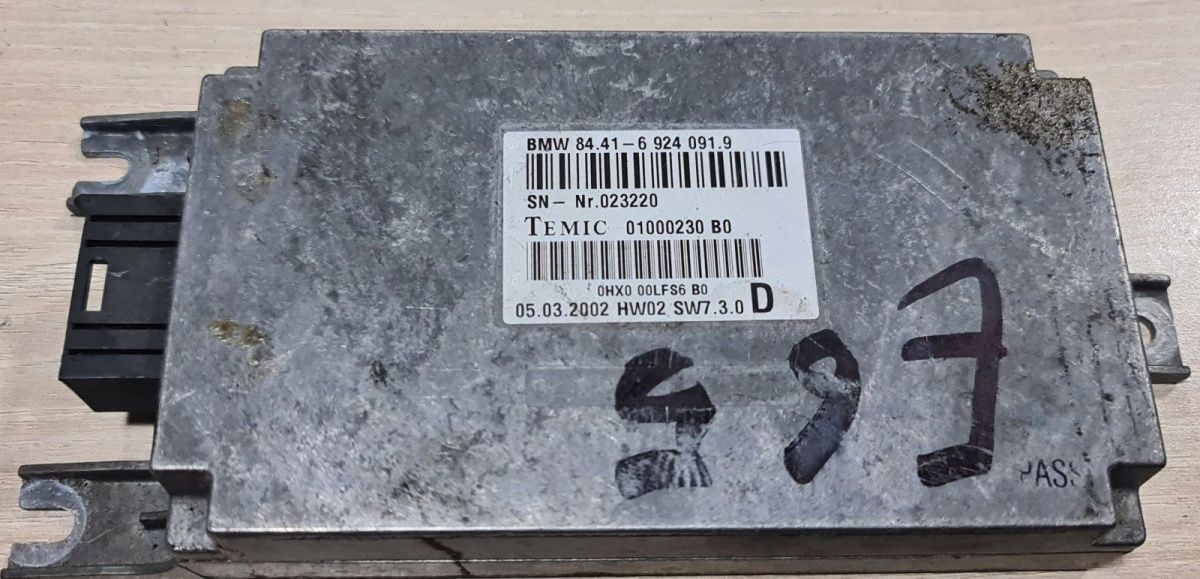 BMW 84.41-6 924 091.9
SN- Nr.023220
TEMIC 01000230 B0
0HX0 00LFS6 B0
05.03.2002 HW02 SW7.3.0 D
E65
PASS